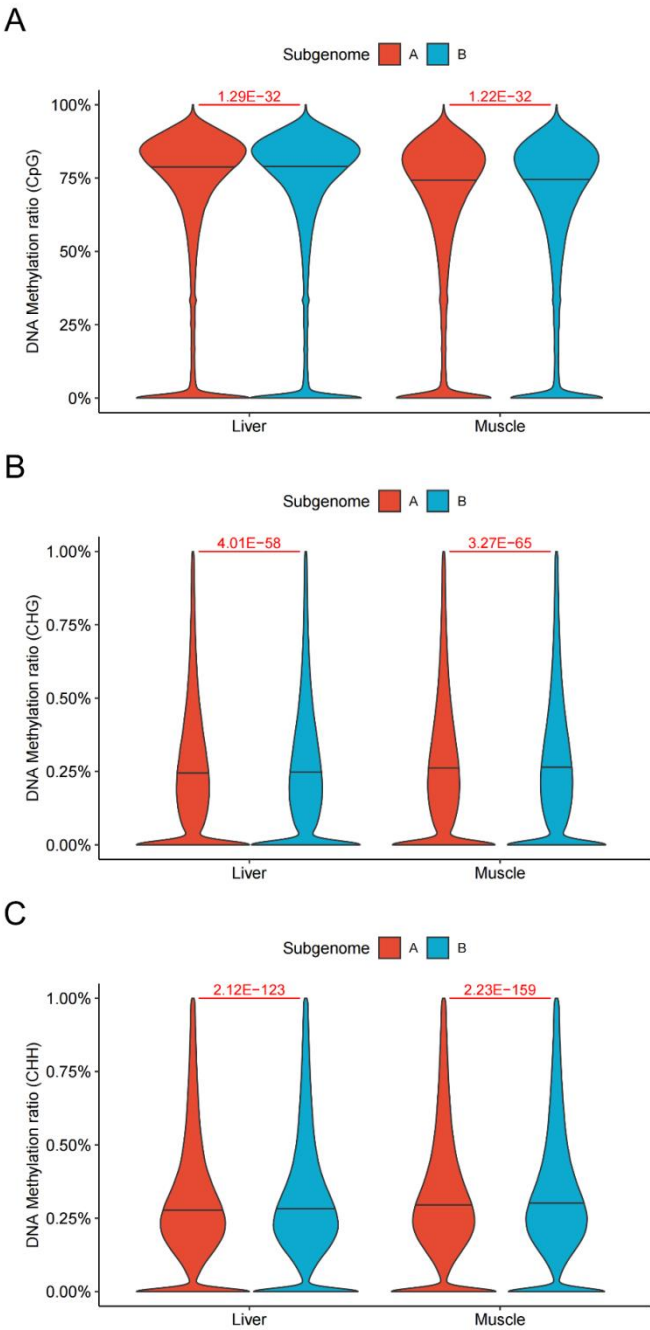 A
Subgenome A B
1.29E−32 1.22E−32
100%
75%
50%
25%
0%
DNA Methylation ratio (CpG)
Liver Muscle
B
Subgenome A B
4.01E−58 3.27E−65
1.00%
0.75%
0.50%
0.25%
0.00%
DNA Methylation ratio (CHG)
Liver Muscle
C
Subgenome A B
2.12E−123 2.23E−159
1.00%
0.75%
0.50%
0.25%
0.00%
DNA Methylation ratio (CHH)
Liver Muscle